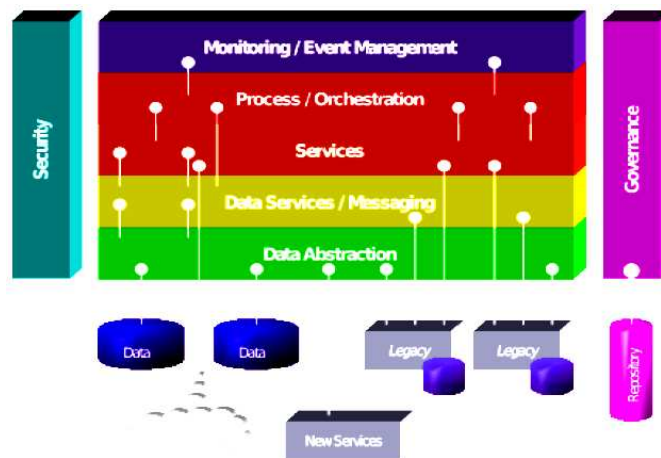 Monitoring / Event Management
Process / Orchestration
Services
Data Services / Messaging
Data Abstraction
Security
Governance
Data
Data
Legacy
Legacy
Repository
New Services